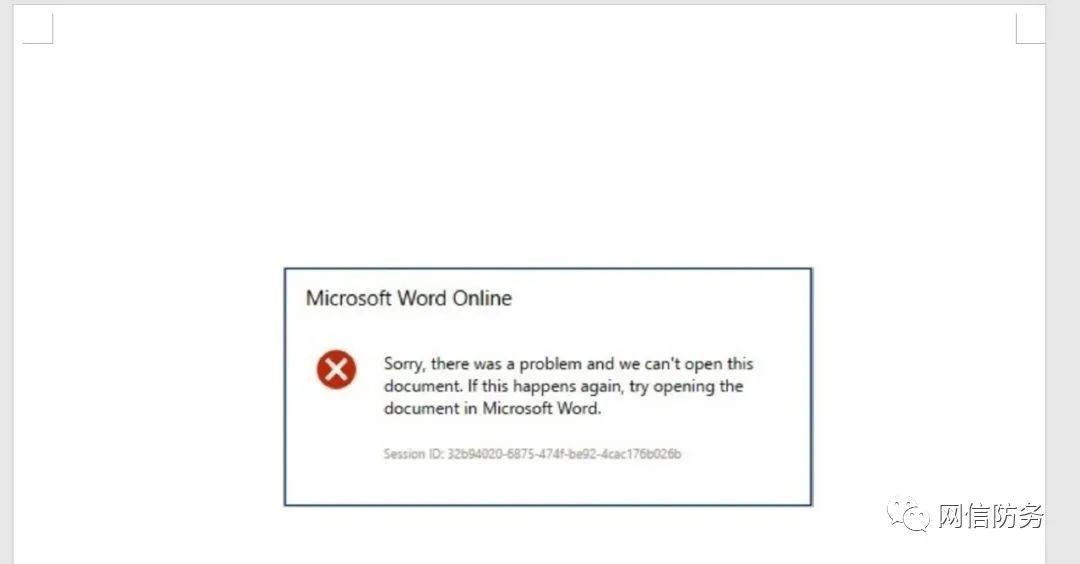 Microsoft Word Online
Sorry, there was a problem and we can't open this
document. If this happens again, try opening the
document in Microsoft Word.
Session ID: 32b94020-6875-474f-be92-4cac176b026b
网信防务